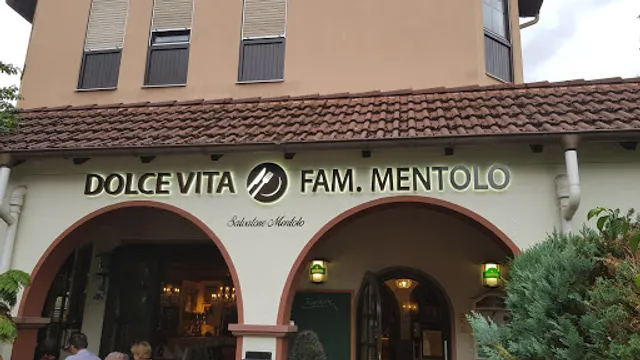 DOLCE VITA FAM. MENTOLO
Salvatore Mentolo